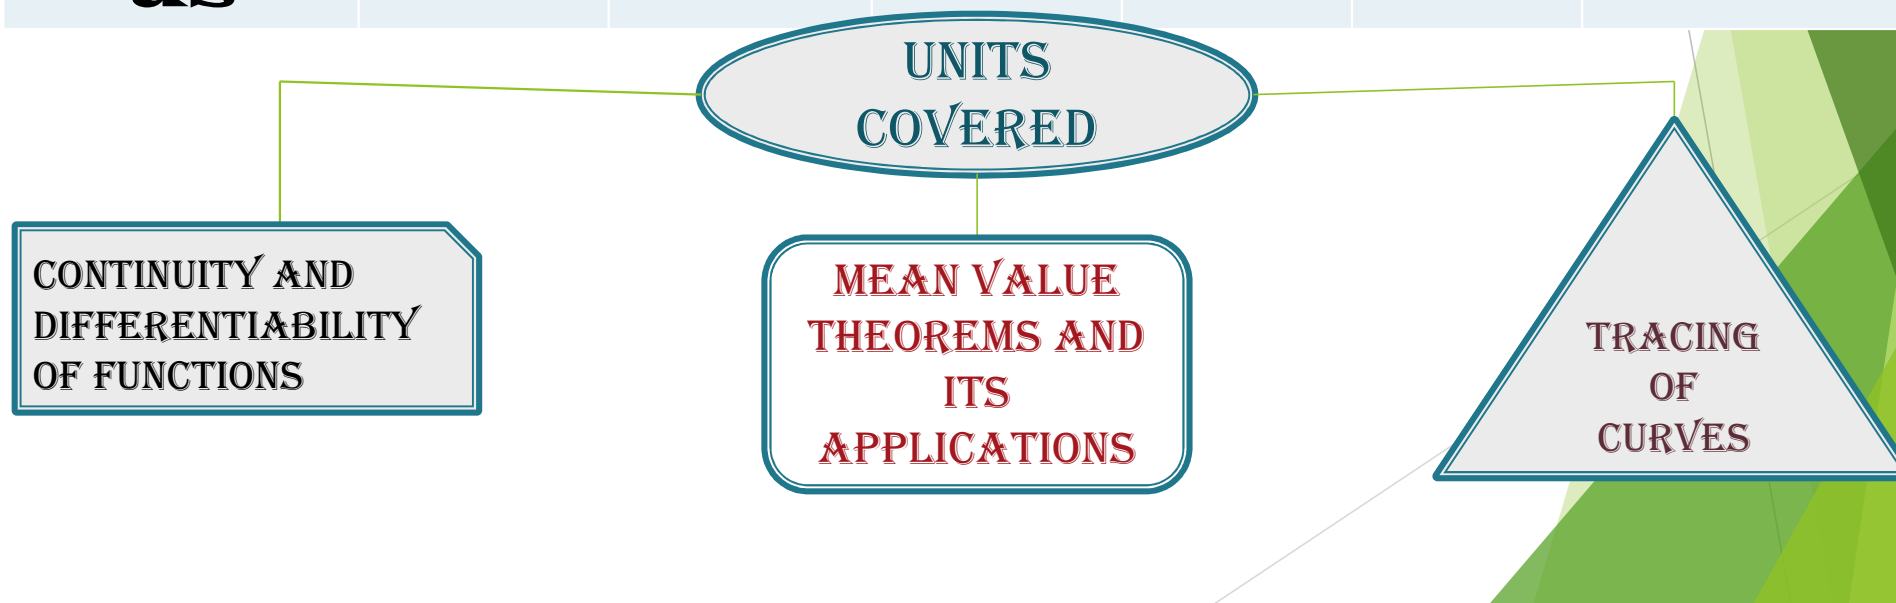 UNITS
COVERED
CONTINUITY AND
DIFFERENTIABILITY
OF FUNCTIONS
MEAN VALUE
THEOREMS AND
ITS
APPLICATIONS
TRACING
OF
CURVES